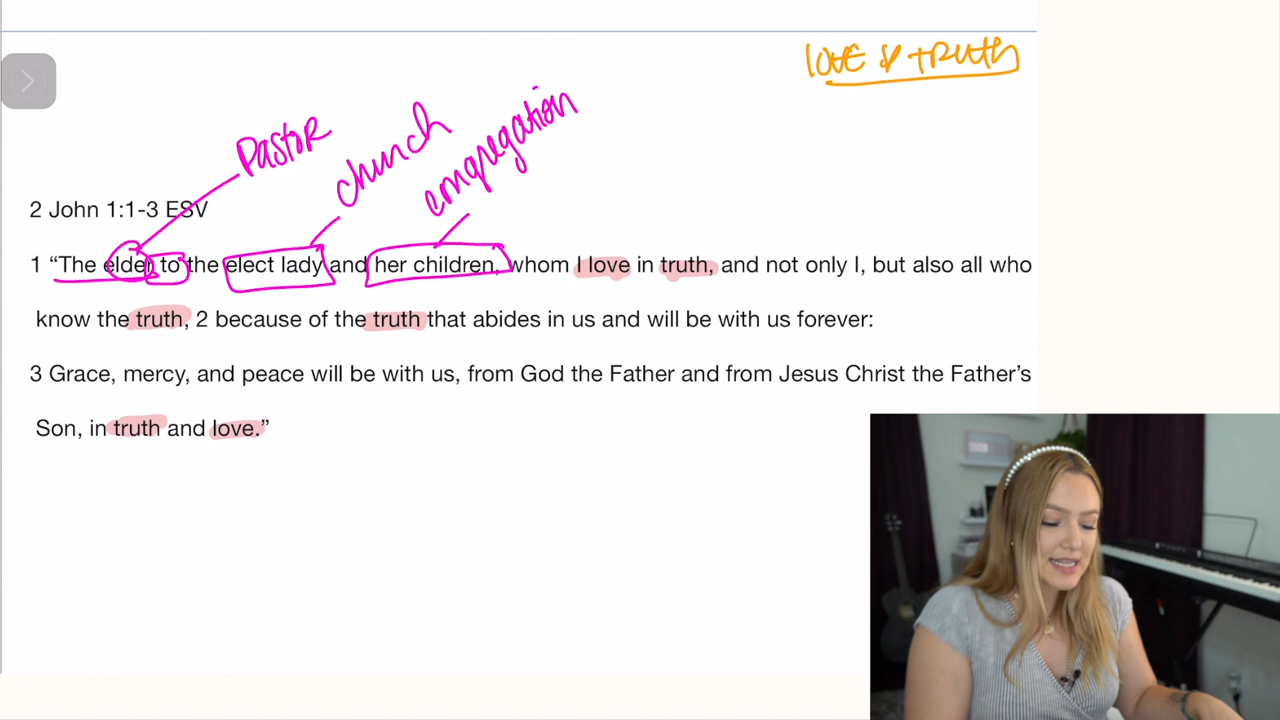 love & truth
Pastor
church
congregation
2 John 1:1-3 ESV
1 “The elder to the elect lady and her children, whom I love in truth, and not only I, but also all who
know the truth, 2 because of the truth that abides in us and will be with us forever:
3 Grace, mercy, and peace will be with us, from God the Father and from Jesus Christ the Father’s
Son, in truth and love.”